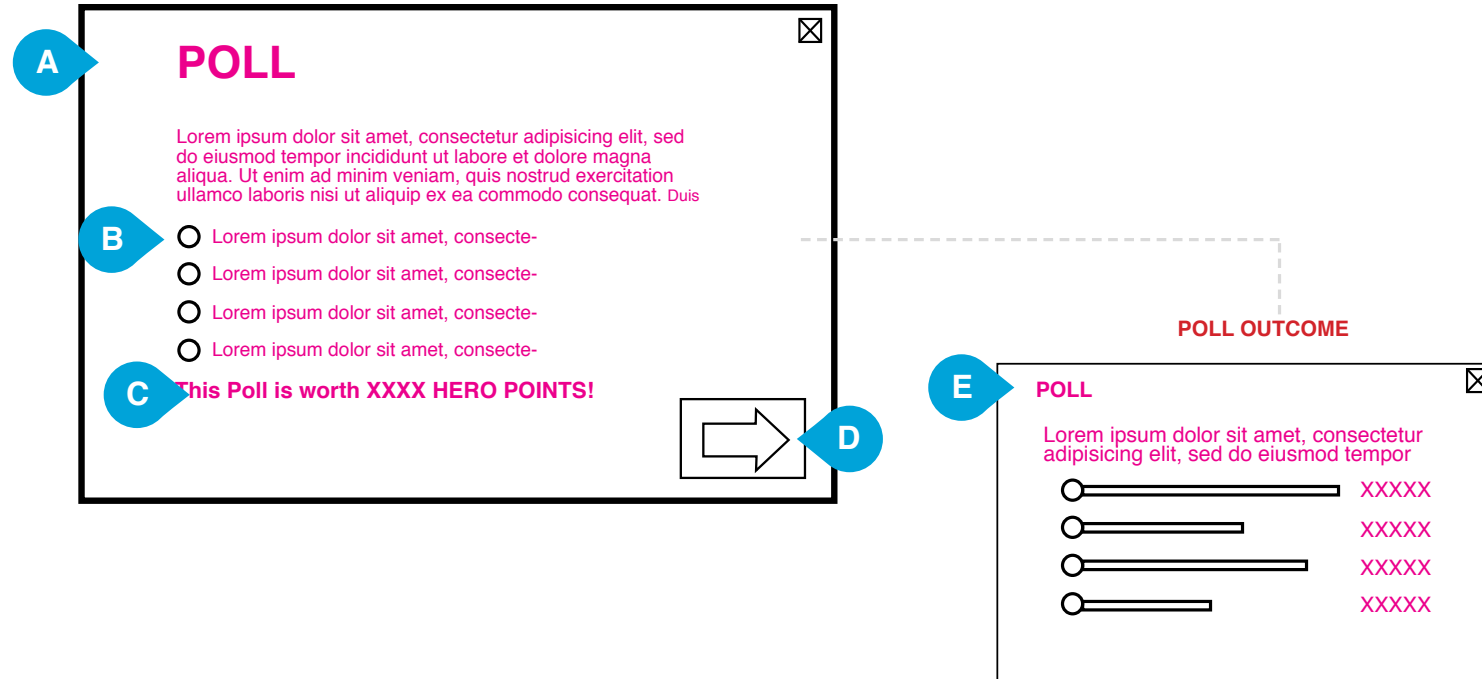 A
POLL
Lorem ipsum dolor sit amet, consectetur adipisicing elit, sed
do eiusmod tempor incididunt ut labore et dolore magna
aliqua. Ut enim ad minim veniam, quis nostrud exercitation
ullamco laboris nisi ut aliquip ex ea commodo consequat. Duis
B
Lorem ipsum dolor sit amet, consecte-
Lorem ipsum dolor sit amet, consecte-
Lorem ipsum dolor sit amet, consecte-
Lorem ipsum dolor sit amet, consecte-
C
This Poll is worth XXXX HERO POINTS!
D
POLL OUTCOME
E
POLL
Lorem ipsum dolor sit amet, consectetur
adipisicing elit, sed do eiusmod tempor
XXXXX
XXXXX
XXXXX
XXXXX